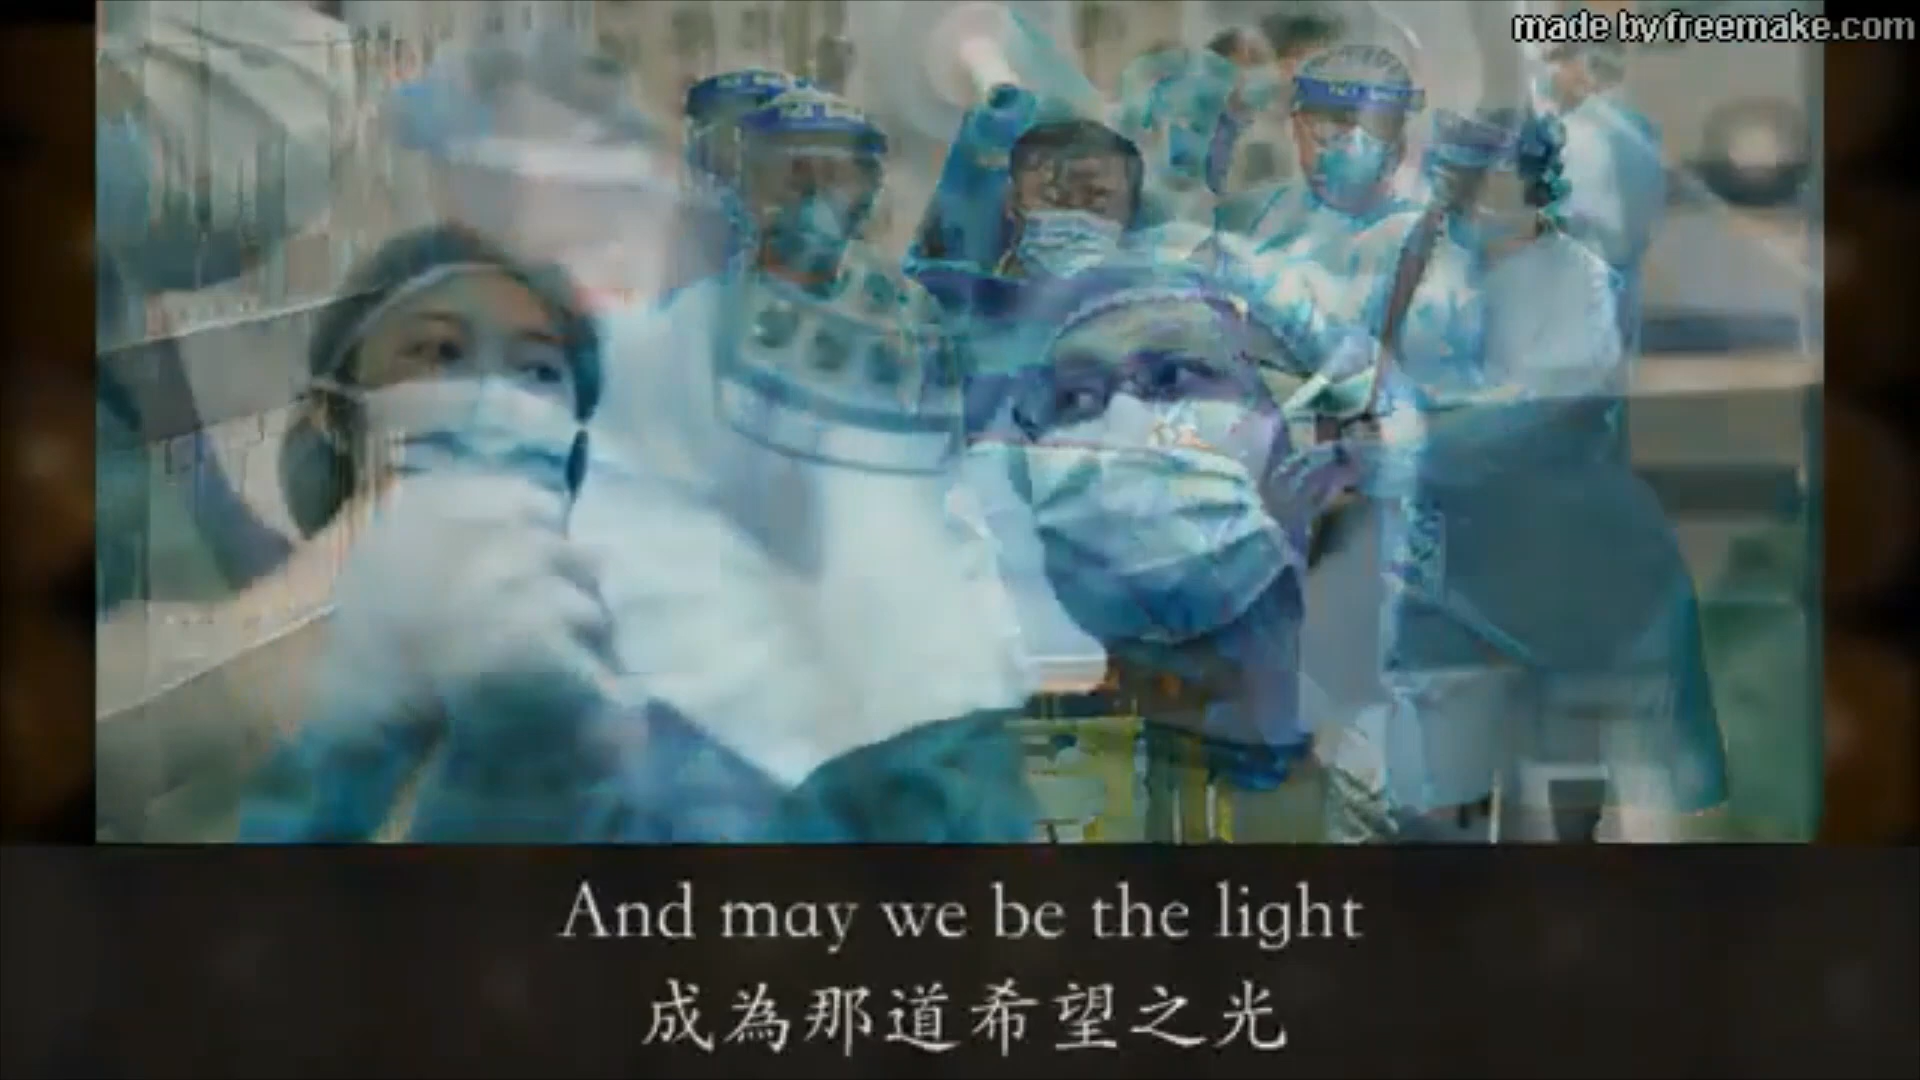 made by freemake.com
And may we be the light
成為那道希望之光